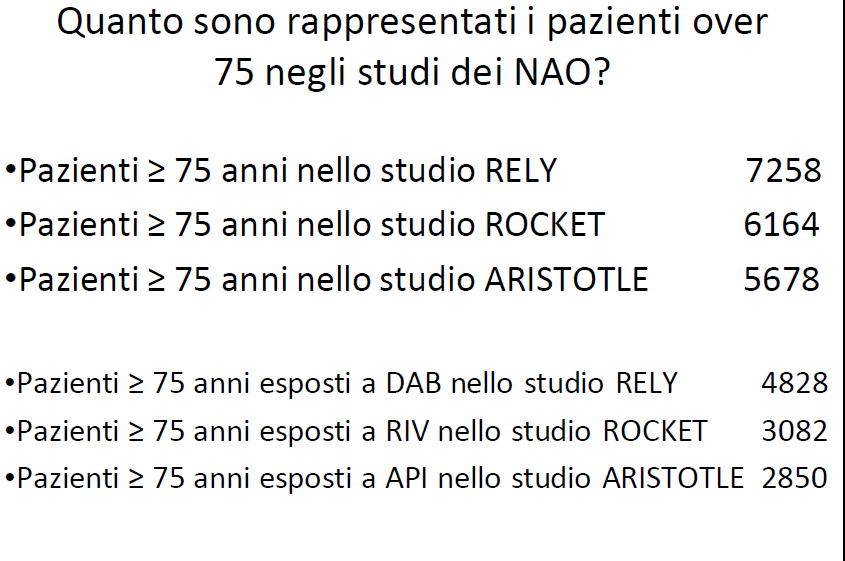 Quanto sono rappresentati i pazienti over
75 negli studi dei NAO?
•Pazienti ≥ 75 anni nello studio RELY 7258
•Pazienti ≥ 75 anni nello studio ROCKET 6164
•Pazienti ≥ 75 anni nello studio ARISTOTLE 5678
•Pazienti ≥ 75 anni esposti a DAB nello studio RELY 4828
•Pazienti ≥ 75 anni esposti a RIV nello studio ROCKET 3082
•Pazienti ≥ 75 anni esposti a API nello studio ARISTOTLE 2850